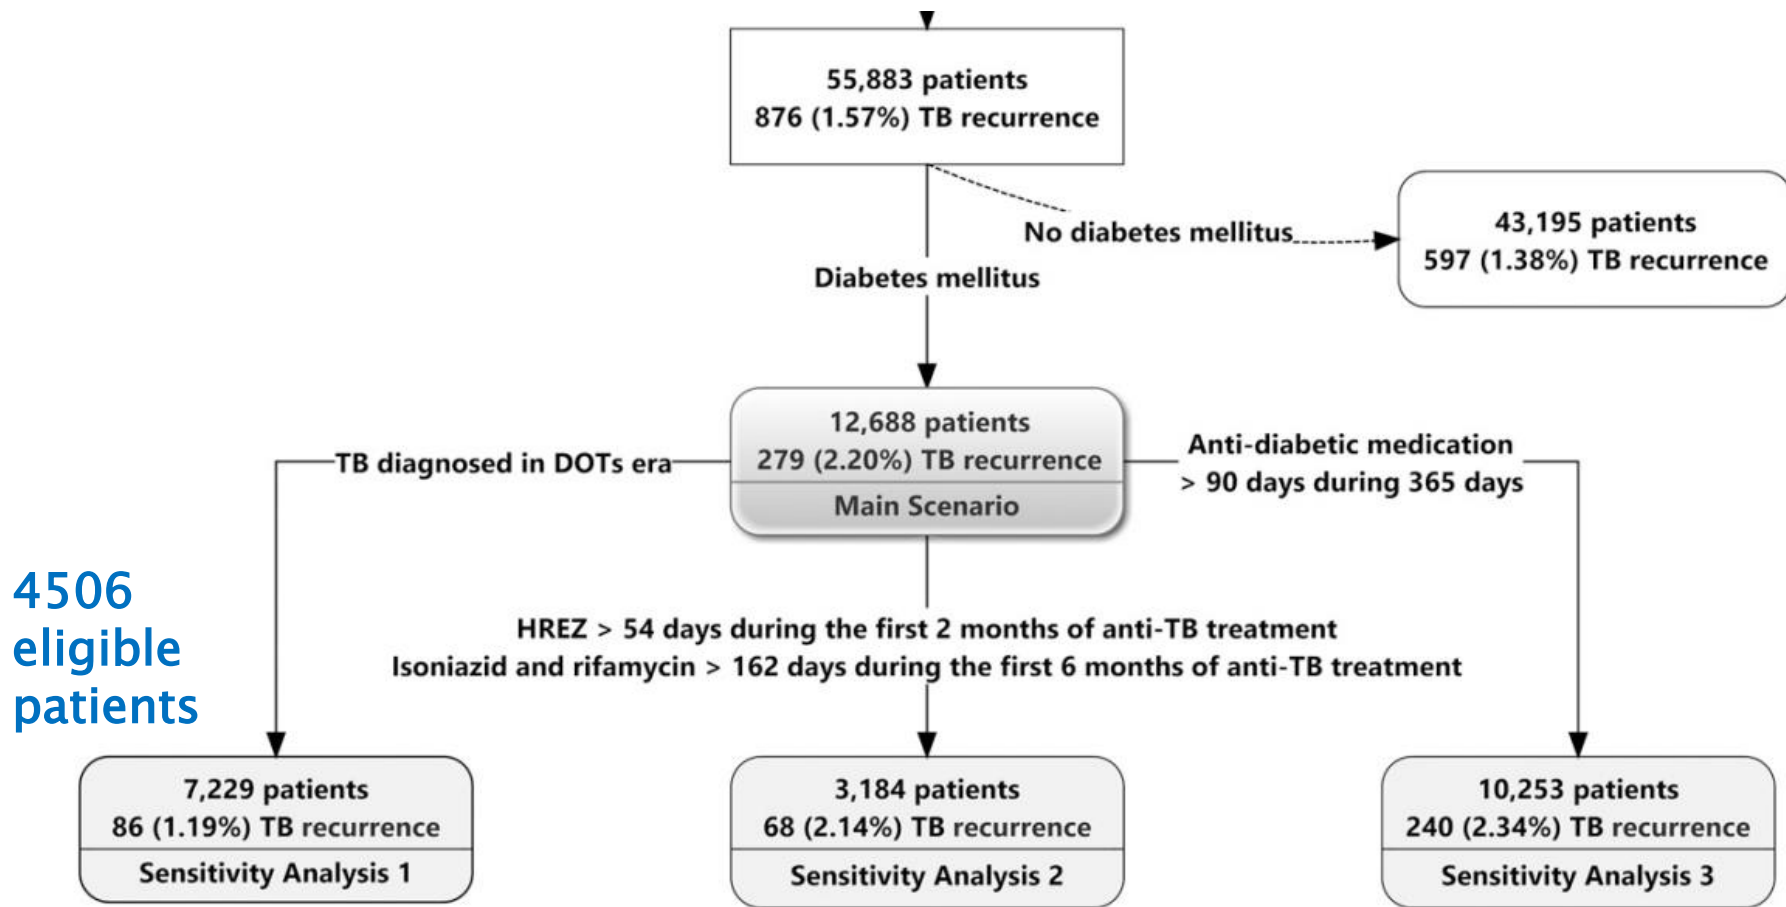 55,883 patients
876 (1.57%) TB recurrence
No diabetes mellitus
43,195 patients
597 (1.38%) TB recurrence
Diabetes mellitus
12,688 patients
279 (2.20%) TB recurrence
Main Scenario
TB diagnosed in DOTs era
Anti-diabetic medication
> 90 days during 365 days
4506
eligible
patients
HREZ > 54 days during the first 2 months of anti-TB treatment
Isoniazid and rifamycin > 162 days during the first 6 months of anti-TB treatment
7,229 patients
86 (1.19%) TB recurrence
Sensitivity Analysis 1
3,184 patients
68 (2.14%) TB recurrence
Sensitivity Analysis 2
10,253 patients
240 (2.34%) TB recurrence
Sensitivity Analysis 3